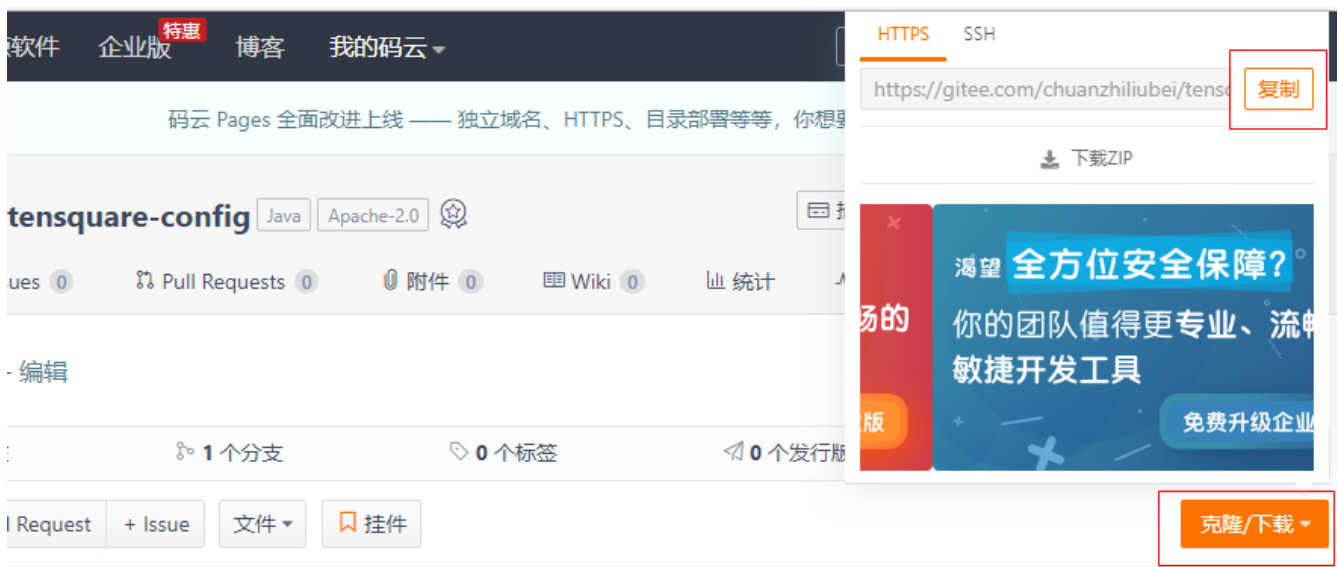 软件 企业版 特惠 博客 我的码云
HTTPS SSH
https://gitee.com/chuanzhiliubei/tens
复制
码云 Pages 全面改进上线 —— 独立域名、HTTPS、目录部署等等，你想要
下载ZIP
tensquare-config Java Apache-2.0
ues 0 Pull Requests 0 附件 0 Wiki 0 统计
渴望 全方位安全保障？
场的
你的团队值得更专业、流畅
敏捷开发工具
版
免费升级企业
- 编辑
1 个分支 0 个标签 0 个发行版
Request + Issue 文件 挂件
克隆/下载